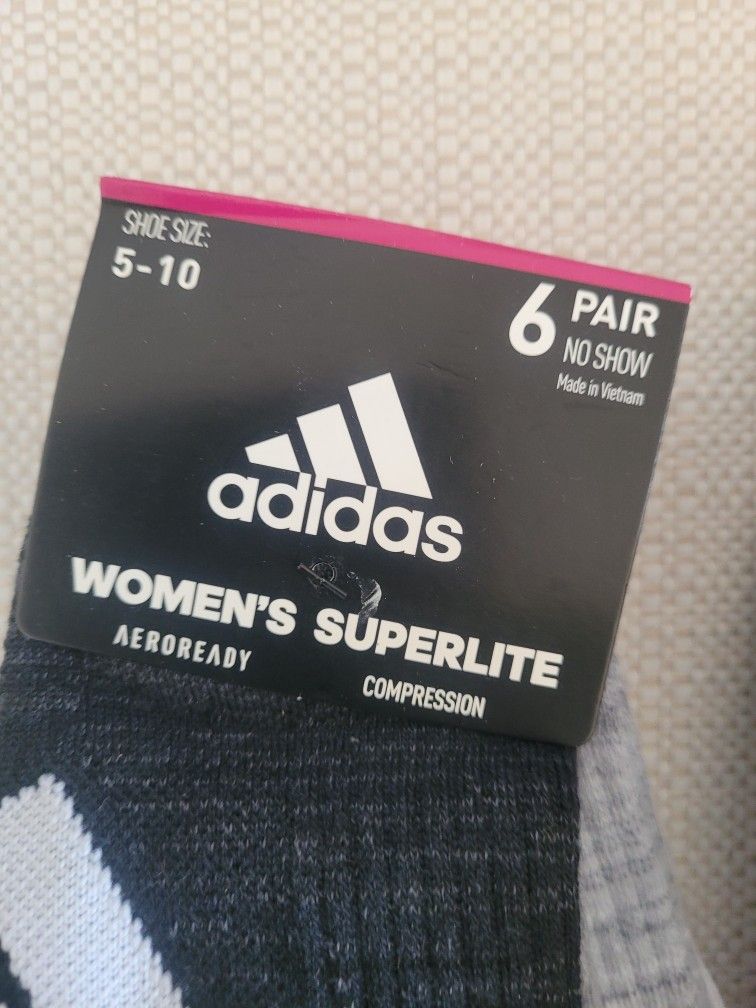 SHOE SIZE:
5-10
6 PAIR
NO SHOW
Made in Vietnam
adidas
WOMEN'S SUPERLITE
AEROREADY
COMPRESSION